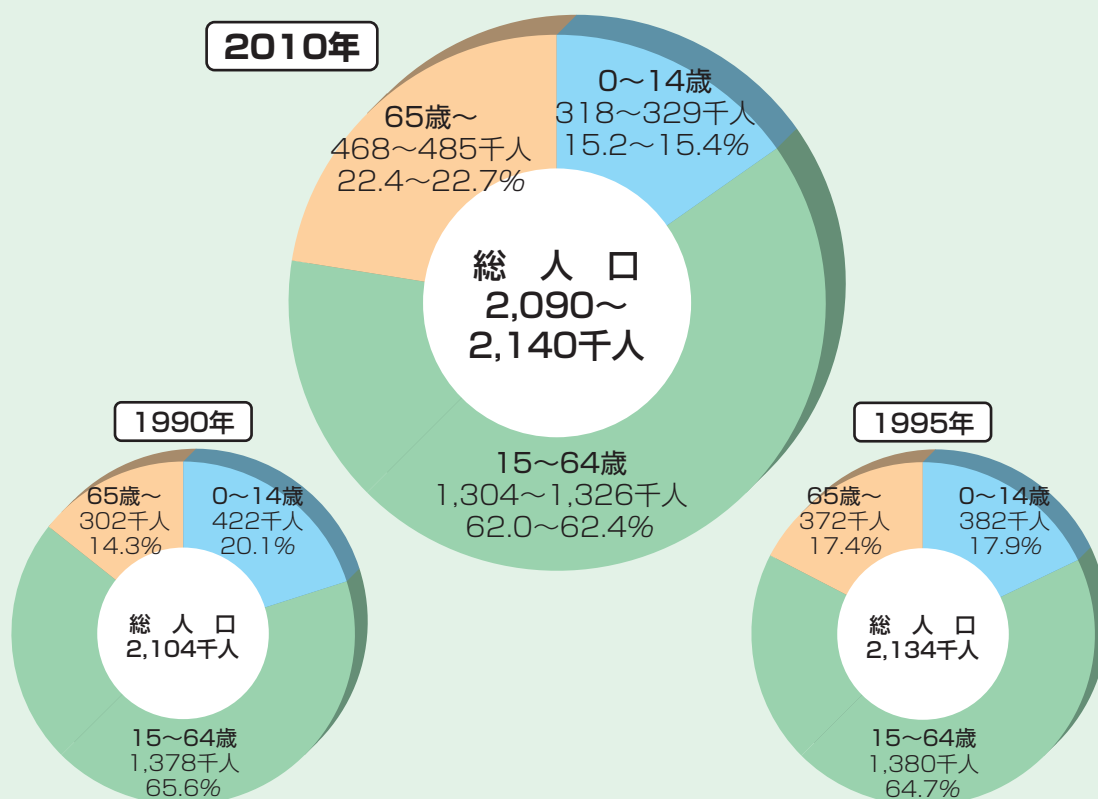 2010年
0～14歳
318～329千人
15.2～15.4%
65歳～
468～485千人
22.4～22.7%
総 人 口
2,090～
2,140千人
15～64歳
1,304～1,326千人
62.0～62.4%
1990年
65歳～
302千人
14.3%
0～14歳
422千人
20.1%
総 人 口
2,104千人
15～64歳
1,378千人
65.6%
1995年
65歳～
372千人
17.4%
0～14歳
382千人
17.9%
総 人 口
2,134千人
15～64歳
1,380千人
64.7%